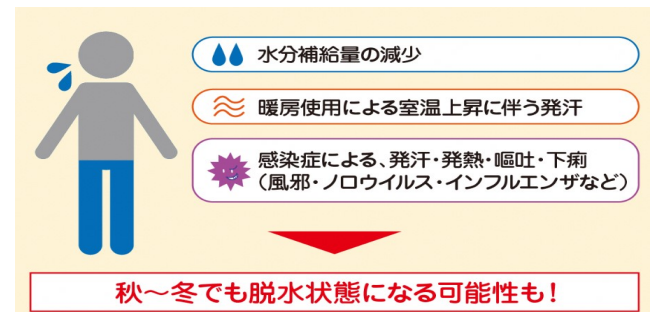 水分補給量の減少
暖房使用による室温上昇に伴う発汗
感染症による、発汗・発熱・嘔吐・下痢
(風邪・ノロウイルス・インフルエンザなど)
秋〜冬でも脱水状態になる可能性も!